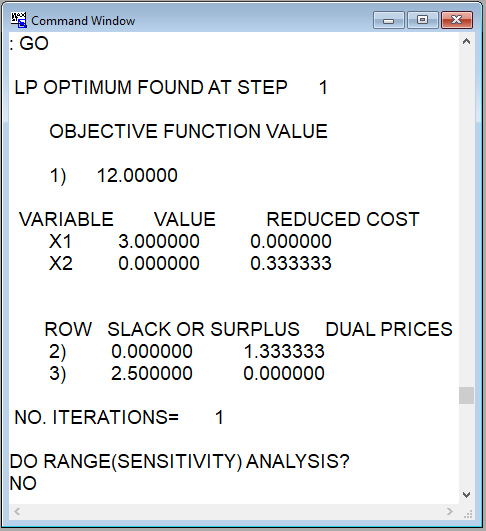 Command Window
: GO
LP OPTIMUM FOUND AT STEP 1
OBJECTIVE FUNCTION VALUE
1) 12.00000
VARIABLE VALUE REDUCED COST
X1 3.000000 0.000000
X2 0.000000 0.333333
ROW SLACK OR SURPLUS DUAL PRICES
2) 0.000000 1.333333
3) 2.500000 0.000000
NO. ITERATIONS= 1
DO RANGE(SENSITIVITY) ANALYSIS?
NO